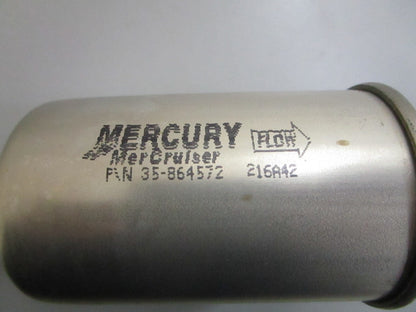 MERCURY FLOW
MerCruiser
P\N 35-864572 216A42